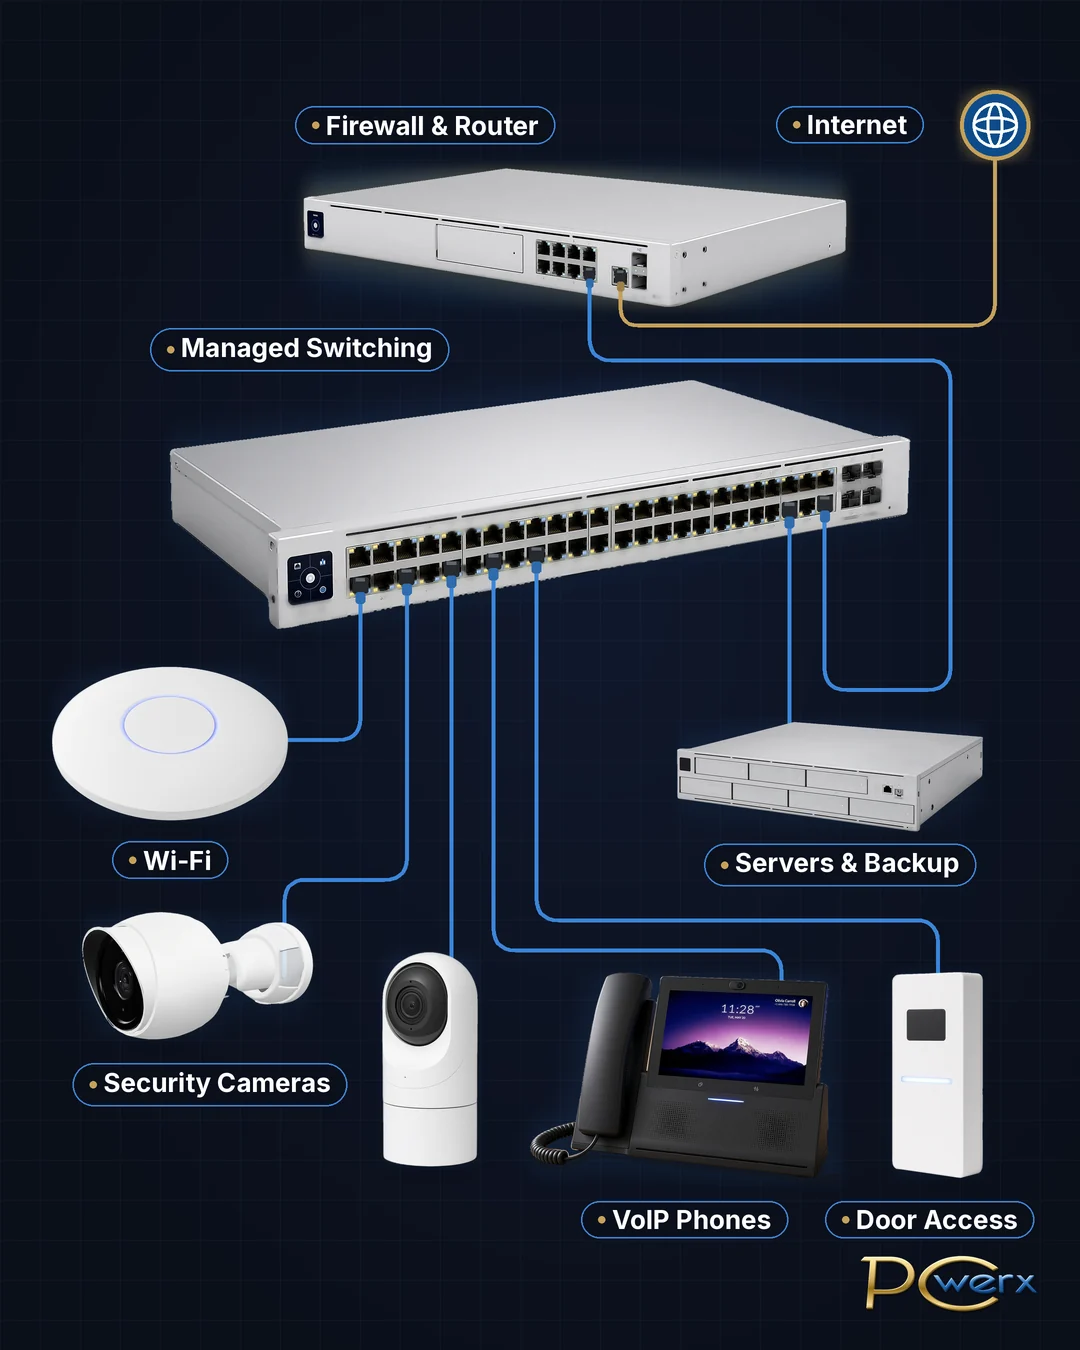 Firewall & Router
Internet
Managed Switching
Wi-Fi
Servers & Backup
Security Cameras
11:28
VoIP Phones
Door Access
PCwerx